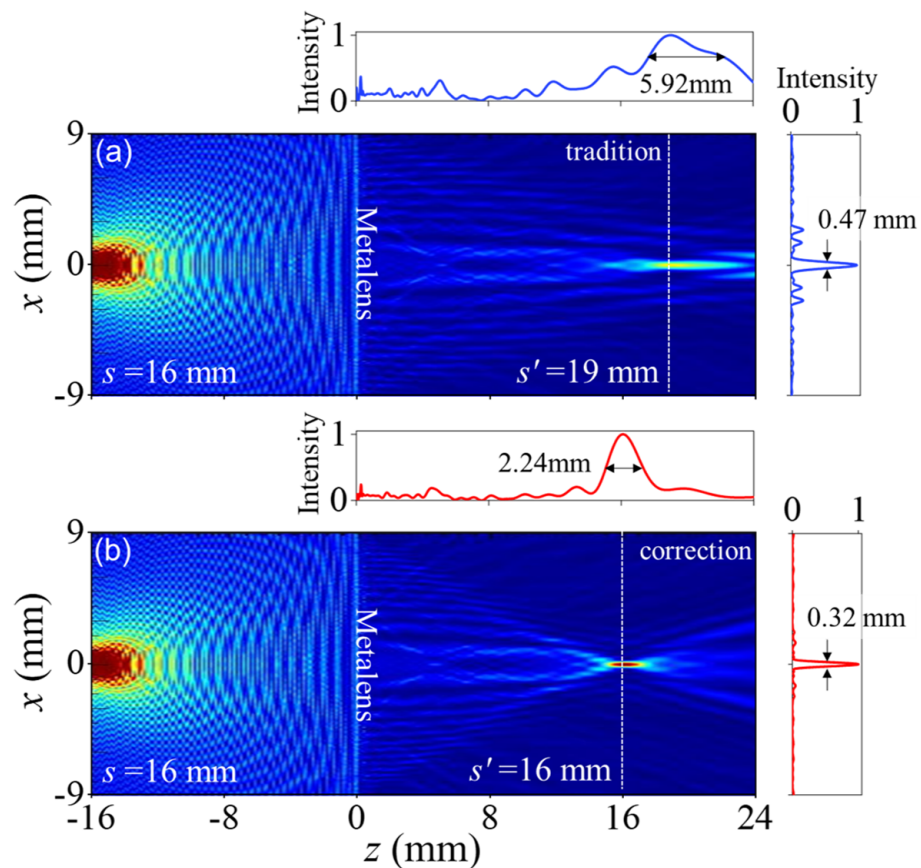 Intensity
1
0
5.92mm
Intensity
0 1
9
0
-9
x (mm)
(a)
tradition
Metalens
s =16 mm
s′ =19 mm
0.47 mm
Intensity
1
0
2.24mm
0 1
9
0
-9
x (mm)
(b)
correction
Metalens
s =16 mm
s′ =16 mm
0.32 mm
-16 -8 0 8 16 24
z (mm)